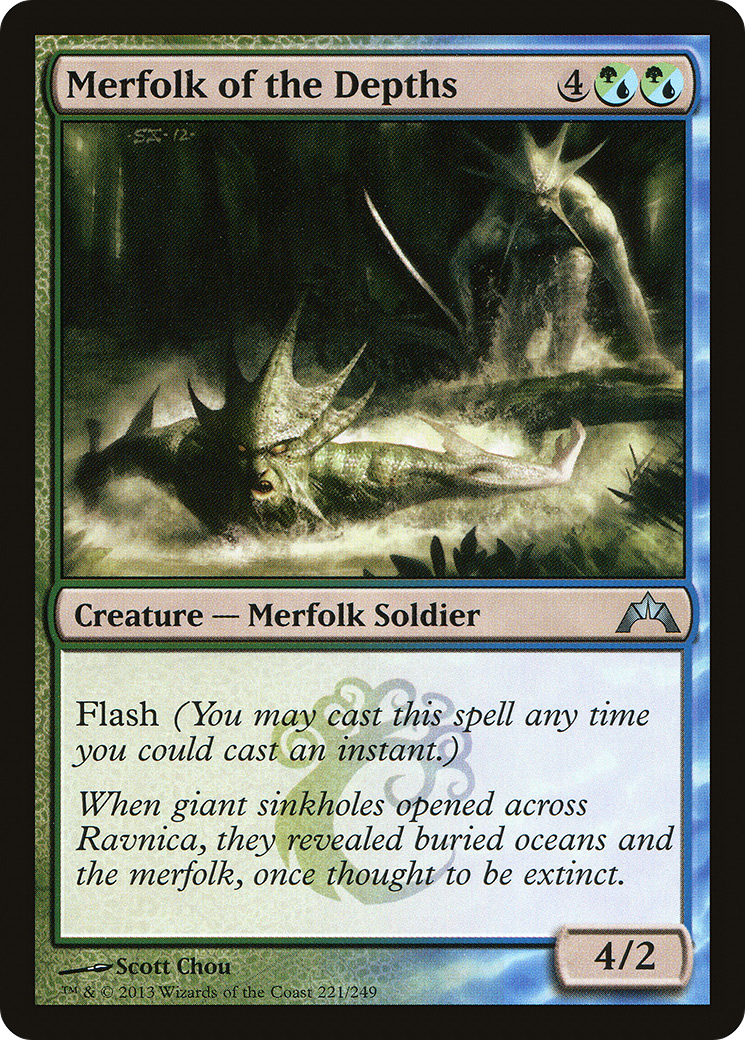 Merfolk of the Depths 4
Creature — Merfolk Soldier
Flash (You may cast this spell any time
you could cast an instant.)
When giant sinkholes opened across
Ravnica, they revealed buried oceans and
the merfolk, once thought to be extinct.
4/2
Scott Chou
™ & © 2013 Wizards of the Coast 221/249